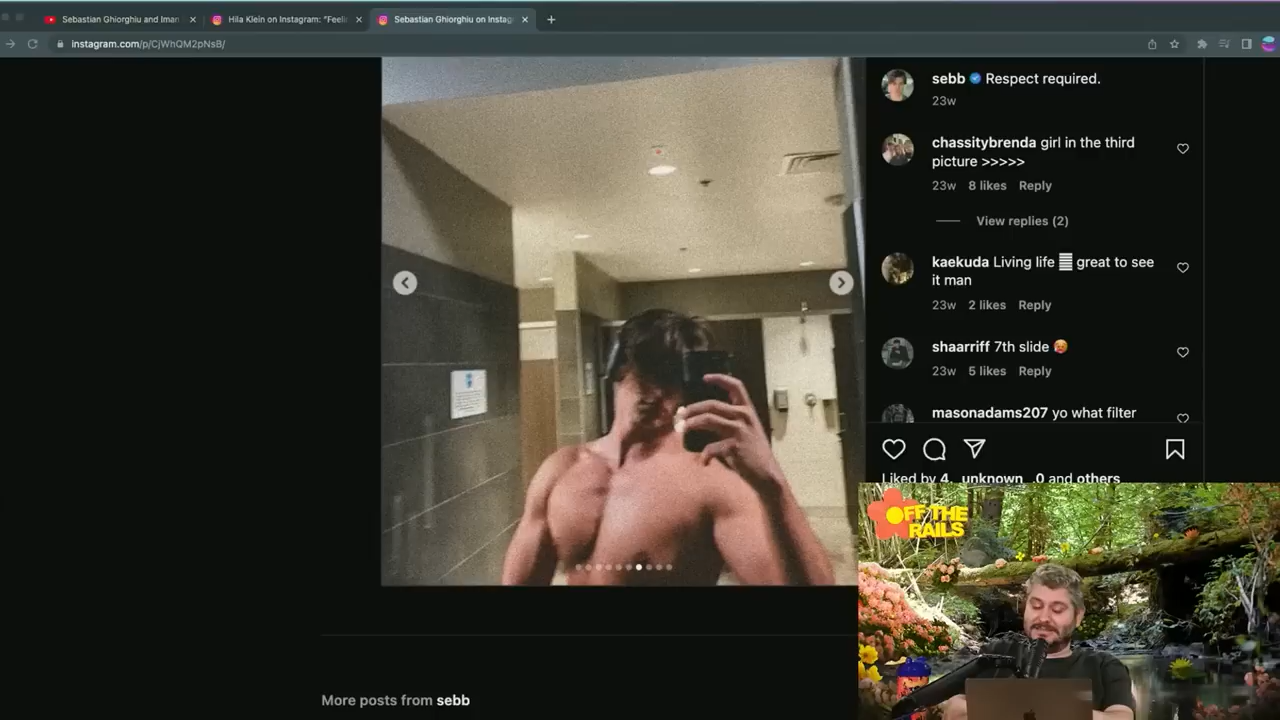 Sebastian Ghiorghiu and Iman
Hila Klein on Instagram: "Feeli
Sebastian Ghiorghiu on Instag
instagram.com/p/CjWhQM2pNsB/
sebb Respect required.
23w
chassitybrenda girl in the third
picture >>>>>
23w 8 likes Reply
View replies (2)
kaekuda Living life great to see
it man
23w 2 likes Reply
shaarriff 7th slide 🥵
23w 5 likes Reply
masonadams207 yo what filter
Liked by 4._unknown_.0 and others
OFF THE
RAILS
More posts from sebb